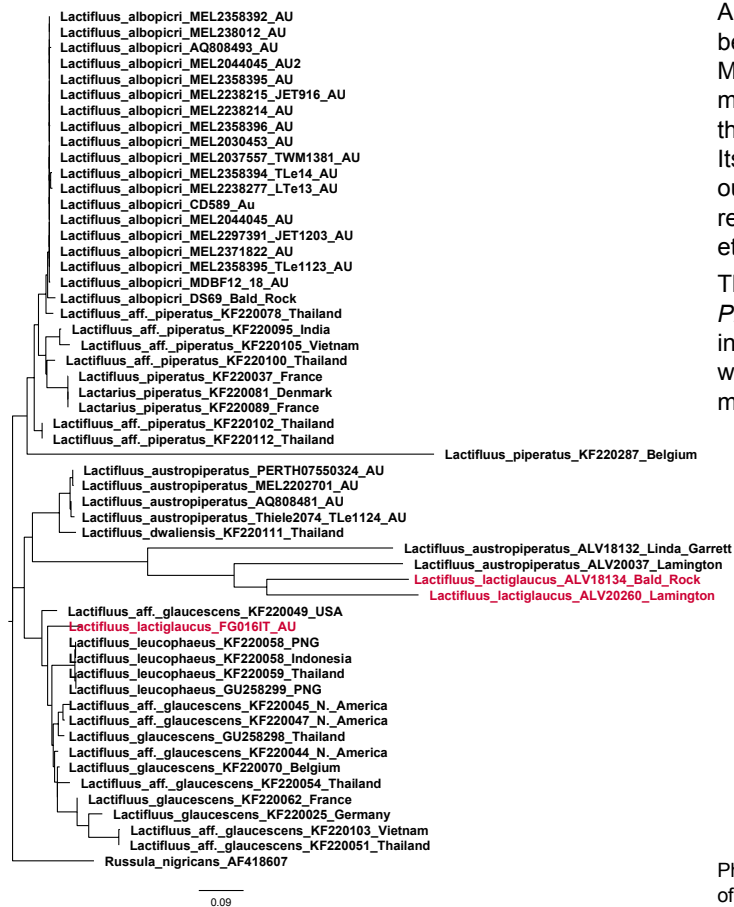 Lactifluus_albopicri_MEL2358392_AU
Lactifluus_albopicri_MEL238012_AU
Lactifluus_albopicri_AQ808493_AU
Lactifluus_albopicri_MEL2044045_AU2
Lactifluus_albopicri_MEL2358395_AU
Lactifluus_albopicri_MEL2238215_JET916_AU
Lactifluus_albopicri_MEL2238214_AU
Lactifluus_albopicri_MEL2358396_AU
Lactifluus_albopicri_MEL2030453_AU
Lactifluus_albopicri_MEL2037557_TWM1381_AU
Lactifluus_albopicri_MEL2358394_TLe14_AU
Lactifluus_albopicri_MEL2238277_LTe13_AU
Lactifluus_albopicri_CD589_Au
Lactifluus_albopicri_MEL2044045_AU
Lactifluus_albopicri_MEL2297391_JET1203_AU
Lactifluus_albopicri_MEL2371822_AU
Lactifluus_albopicri_MEL2358395_TLe1123_AU
Lactifluus_albopicri_MDBF12_18_AU
Lactifluus_albopicri_DS69_Bald_Rock
Lactifluus_aff._piperatus_KF220078_Thailand
Lactifluus_aff._piperatus_KF220095_India
Lactifluus_aff._piperatus_KF220105_Vietnam
Lactifluus_aff._piperatus_KF220100_Thailand
Lactifluus_piperatus_KF220037_France
Lactarius_piperatus_KF220081_Denmark
Lactarius_piperatus_KF220089_France
Lactifluus_aff._piperatus_KF220102_Thailand
Lactifluus_aff._piperatus_KF220112_Thailand
Lactifluus_piperatus_KF220287_Belgium
Lactifluus_austropiperatus_PERTH07550324_AU
Lactifluus_austropiperatus_MEL2202701_AU
Lactifluus_austropiperatus_AQ808481_AU
Lactifluus_austropiperatus_Thiele2074_TLe1124_AU
Lactifluus_dwaliensis_KF220111_Thailand
Lactifluus_austropiperatus_ALV18132_Linda_Garrett
Lactifluus_austropiperatus_ALV20037_Lamington
Lactifluus_lactiglaucus_ALV18134_Bald_Rock
Lactifluus_lactiglaucus_ALV20260_Lamington
Lactifluus_aff._glaucescens_KF220049_USA
Lactifluus_lactiglaucus_FG016IT_AU
Lactifluus_leucophaeus_KF220058_PNG
Lactifluus_leucophaeus_KF220058_Indonesia
Lactifluus_leucophaeus_KF220059_Thailand
Lactifluus_leucophaeus_GU258299_PNG
Lactifluus_aff._glaucescens_KF220045_N._America
Lactifluus_aff._glaucescens_KF220047_N._America
Lactifluus_glaucescens_GU258298_Thailand
Lactifluus_aff._glaucescens_KF220044_N._America
Lactifluus_glaucescens_KF220070_Belgium
Lactifluus_aff._glaucescens_KF220054_Thailand
Lactifluus_glaucescens_KF220062_France
Lactifluus_glaucescens_KF220025_Germany
Lactifluus_aff._glaucescens_KF220103_Vietnam
Lactifluus_aff._glaucescens_KF220051_Thailand
Russula_nigricans_AF418607
0.09